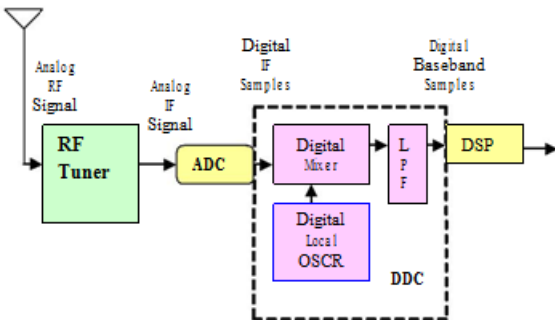 Analog
RF
Signal
RF
Tuner
Analog
IF
Signal
ADC
Digital
IF
Samples
Digital
Mixer
Digital
Local
OSCR
L
P
F
DDC
Digital
Baseband
Samples
DSP